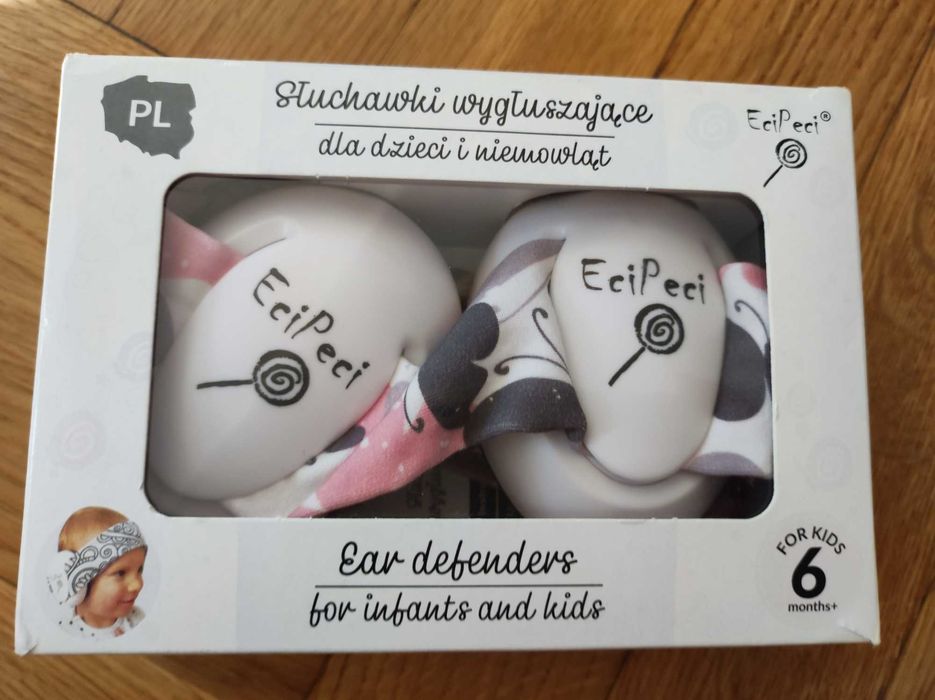 PL
Słuchawki wygłuszające
dla dzieci i niemowląt
EciPeci®
EciPeci
EciPeci
Ear defenders
for infants and kids
FOR KIDS
6
months+